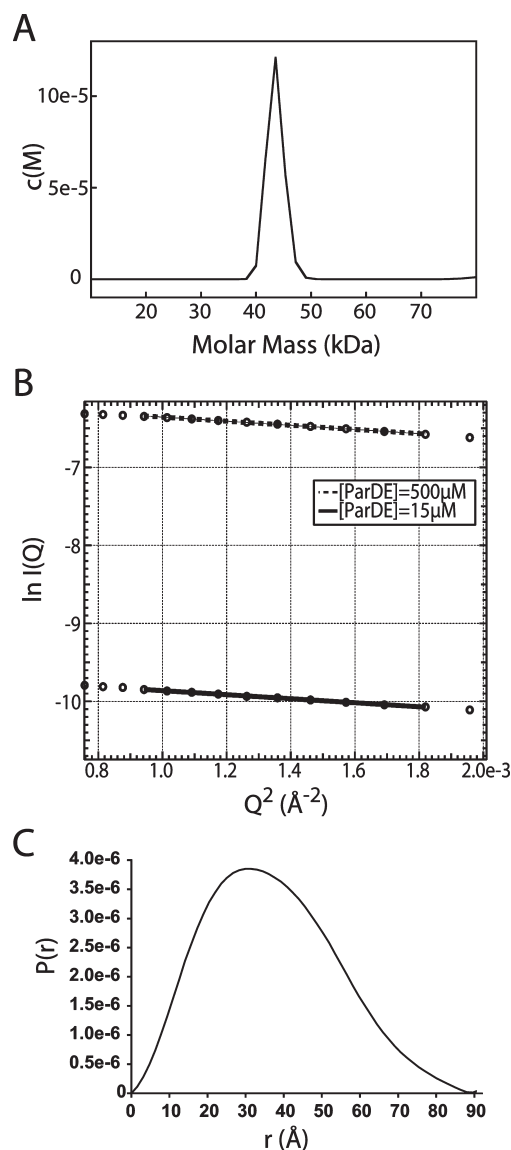 A
c(M)
10e-5
5e-5
0
20 30 40 50 60 70
Molar Mass (kDa)
B
ln I(Q)
-7
-8
-9
-10
[ParDE]=500μM
[ParDE]=15μM
0.8 1.0 1.2 1.4 1.6 1.8 2.0e-3
Q² (Å⁻²)
C
P(r)
4.0e-6
3.5e-6
3.0e-6
2.5e-6
2.0e-6
1.5e-6
1.0e-6
0.5e-6
0
0 10 20 30 40 50 60 70 80 90
r (Å)